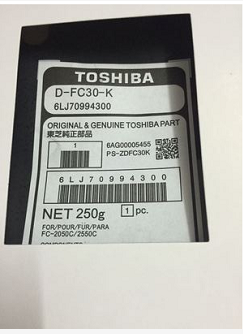 TOSHIBA
D-FC30-K
6LJ70994300
ORIGINAL & GENUINE TOSHIBA PART
東芝純正部品
1
6AG00005455
PS-ZDFC30K
6LJ70994300
NET 250g 1 pc.
FOR/POUR/FÜR/PARA
FC-2050C/2550C